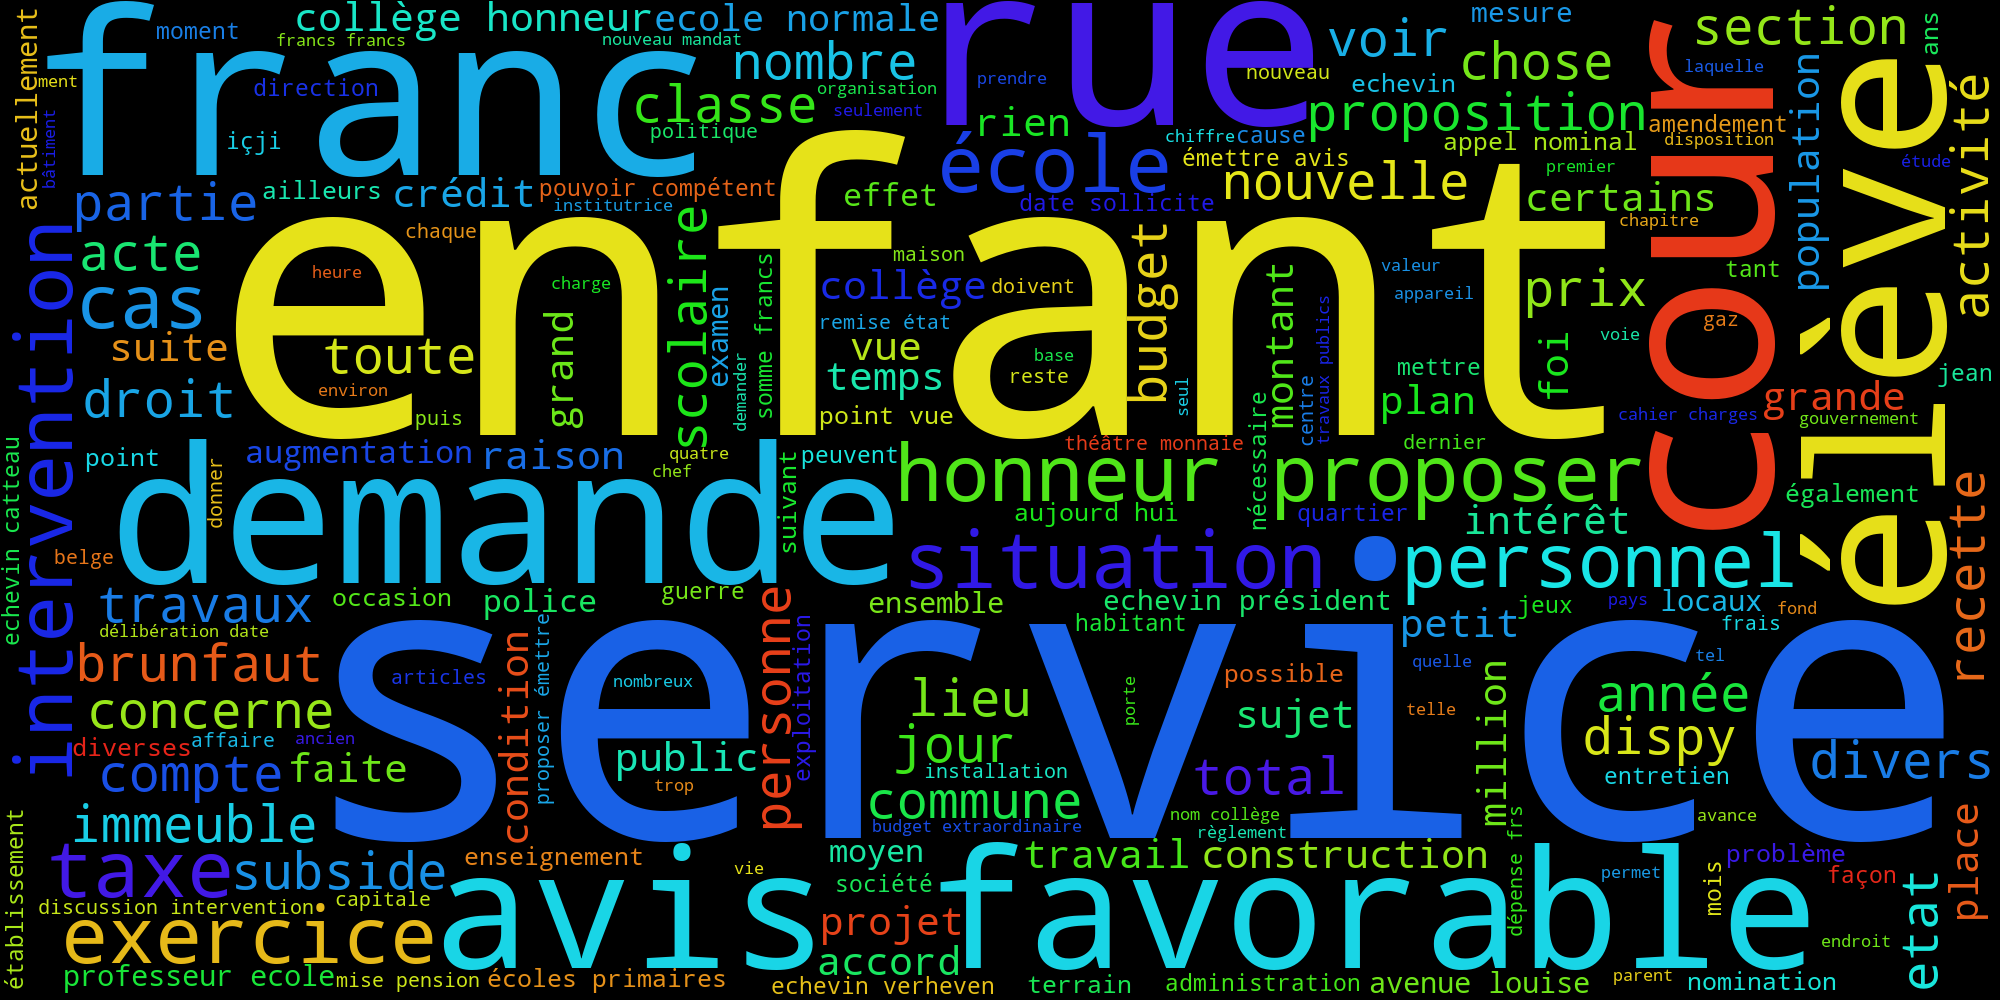 franc
rue
enfant
cour
élève
demande
service
avis favorable
actuellement
moment
collège honneur
ecole normale
francs francs
nouveau mandat
ment
direction
nombre
organisation
classe
seulement
politique
prendre
nouveau
voir
mesure
echevin
chose
section
ans
laquelle
proposition
rien
chiffre
cause
amendement
disposition
population
activité
bâtiment
içji
école
émettre avis
appel nominal
premier
étude
partie
ailleurs
crédit
pouvoir compétent
institutrice
effet
date sollicite
nouvelle
certains
chapitre
chaque
acte
scolaire
maison
budget
valeur
tant
heure
charge
cas
collège
doivent
montant
appareil
prix
gaz
intervention
suite
toute
environ
grand
examen
somme francs
demander
remise état
vue
base
temps
reste
seul
centre
travaux publics
mettre
foi
voie
jean
droit
puis
point vue
plan
cahier charges
grande
gouvernement
point
augmentation
raison
quatre
chef
peuvent
théâtre monnaie
dernier
echevin catteau
donner
suivant
honneur
nécessaire
proposer
également
recette
aujourd hui
quartier
intérêt
belge
situation
personnel
travaux
occasion
police
guerre
ensemble
echevin président
jeux
pays
locaux
fond
délibération date
habitant
petit
frais
brunfaut
condition
proposer émettre
personne
exploitation
articles
nombreux
possible
quelle
tel
concerne
lieu
porte
sujet
million
telle
année
diverses
affaire
ancien
public
jour
dispy
divers
compte
faite
trop
installation
total
entretien
immeuble
commune
budget extraordinaire
nom collège
règlement
dépense frs
avance
place
établissement
taxe
subside
enseignement
vie
moyen
travail
construction
problème
société
permet
mois
façon
etat
discussion intervention
capitale
exercice
projet
endroit
accord
professeur ecole
mise pension
écoles primaires
echevin verheven
terrain
administration
avenue louise
parent
nomination